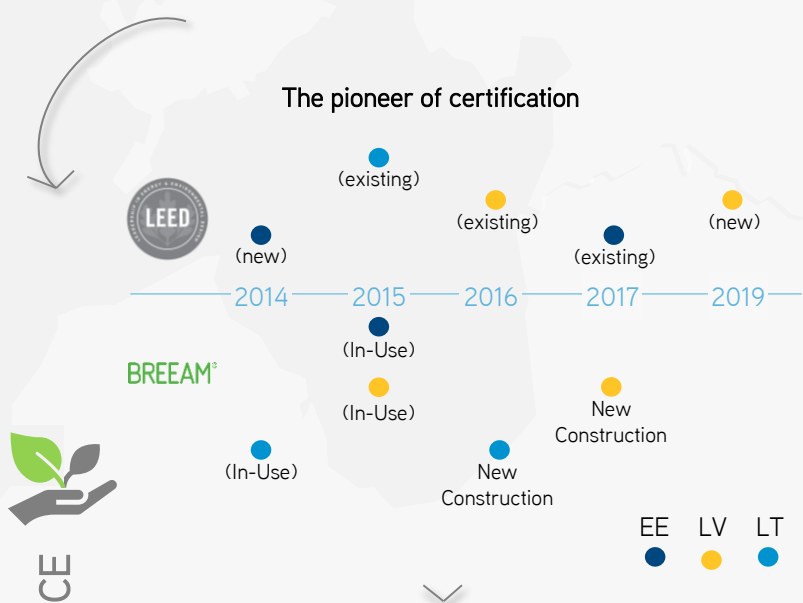 The pioneer of certification
(existing)
LEED
(existing)
(new)
(new)
(existing)
2014
2015
2016
2017
2019
(In-Use)
BREEAM®
(In-Use)
New
Construction
(In-Use)
New
Construction
EE LV LT
CE